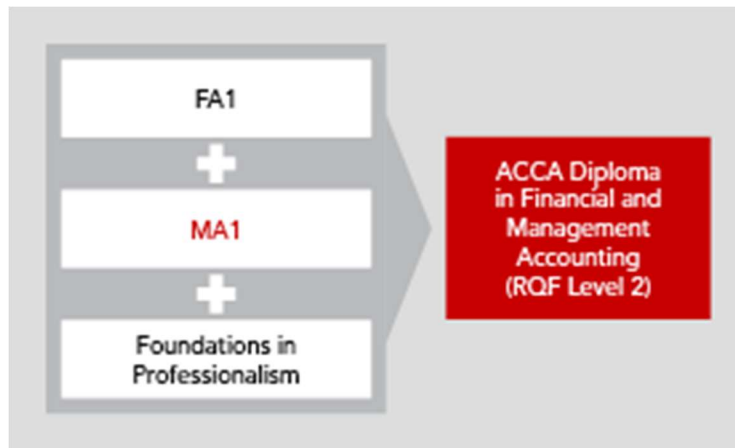 FA1
MA1
Foundations in
Professionalism
ACCA Diploma
in Financial and
Management
Accounting
(RQF Level 2)